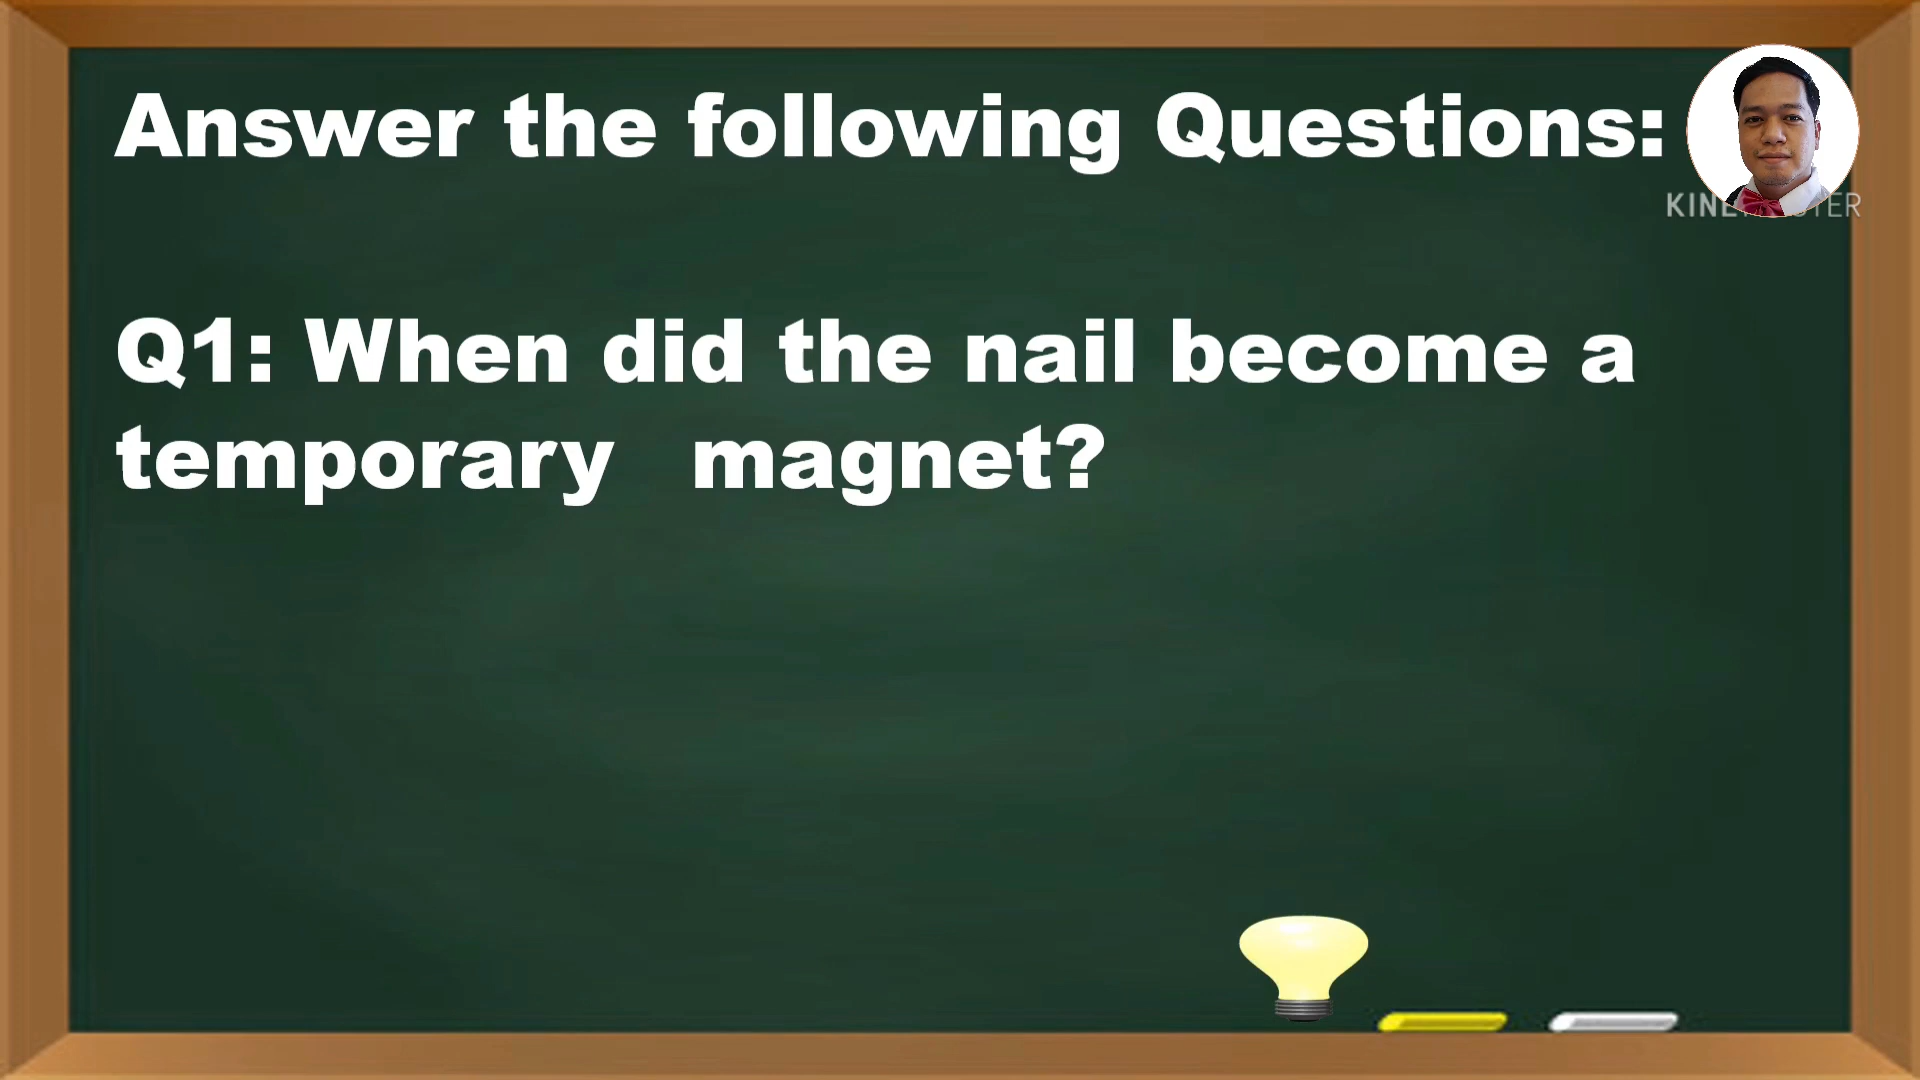 Answer the following Questions:
Q1: When did the nail become a
temporary magnet?